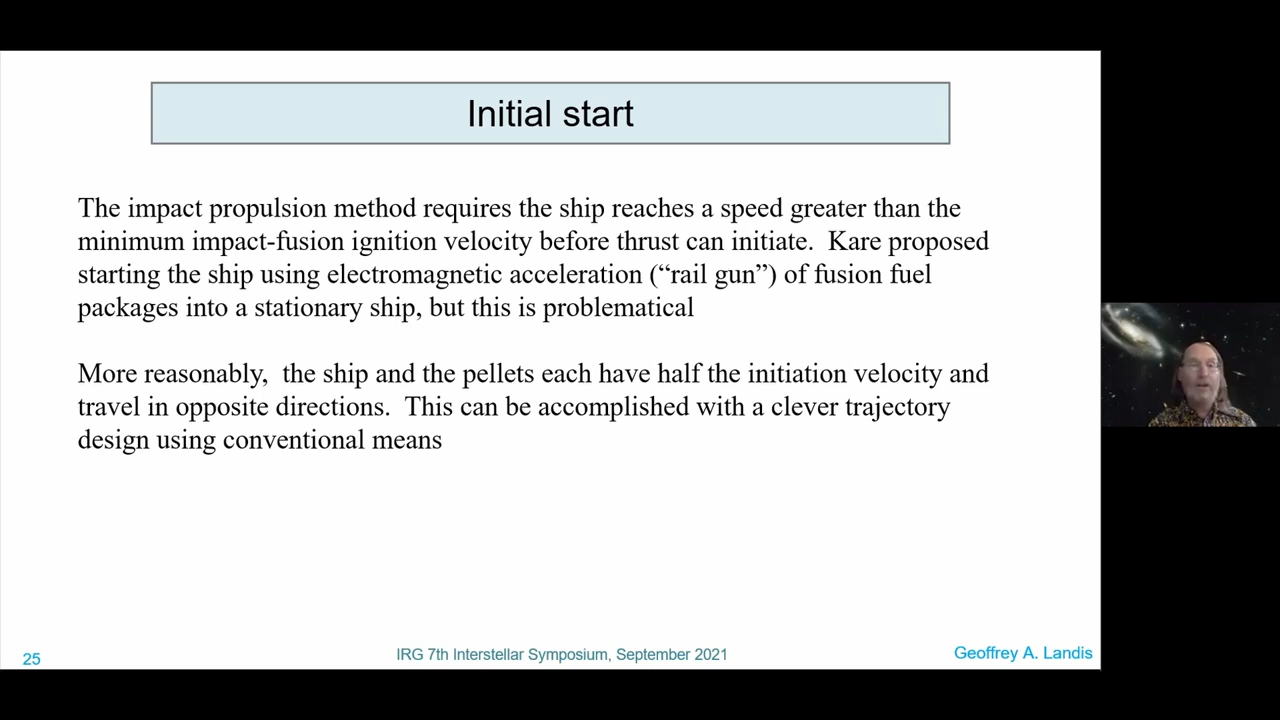 Initial start
The impact propulsion method requires the ship reaches a speed greater than the
minimum impact-fusion ignition velocity before thrust can initiate.  Kare proposed
starting the ship using electromagnetic acceleration (“rail gun”) of fusion fuel
packages into a stationary ship, but this is problematical
More reasonably,  the ship and the pellets each have half the initiation velocity and
travel in opposite directions.  This can be accomplished with a clever trajectory
design using conventional means
25
IRG 7th Interstellar Symposium, September 2021
Geoffrey A. Landis